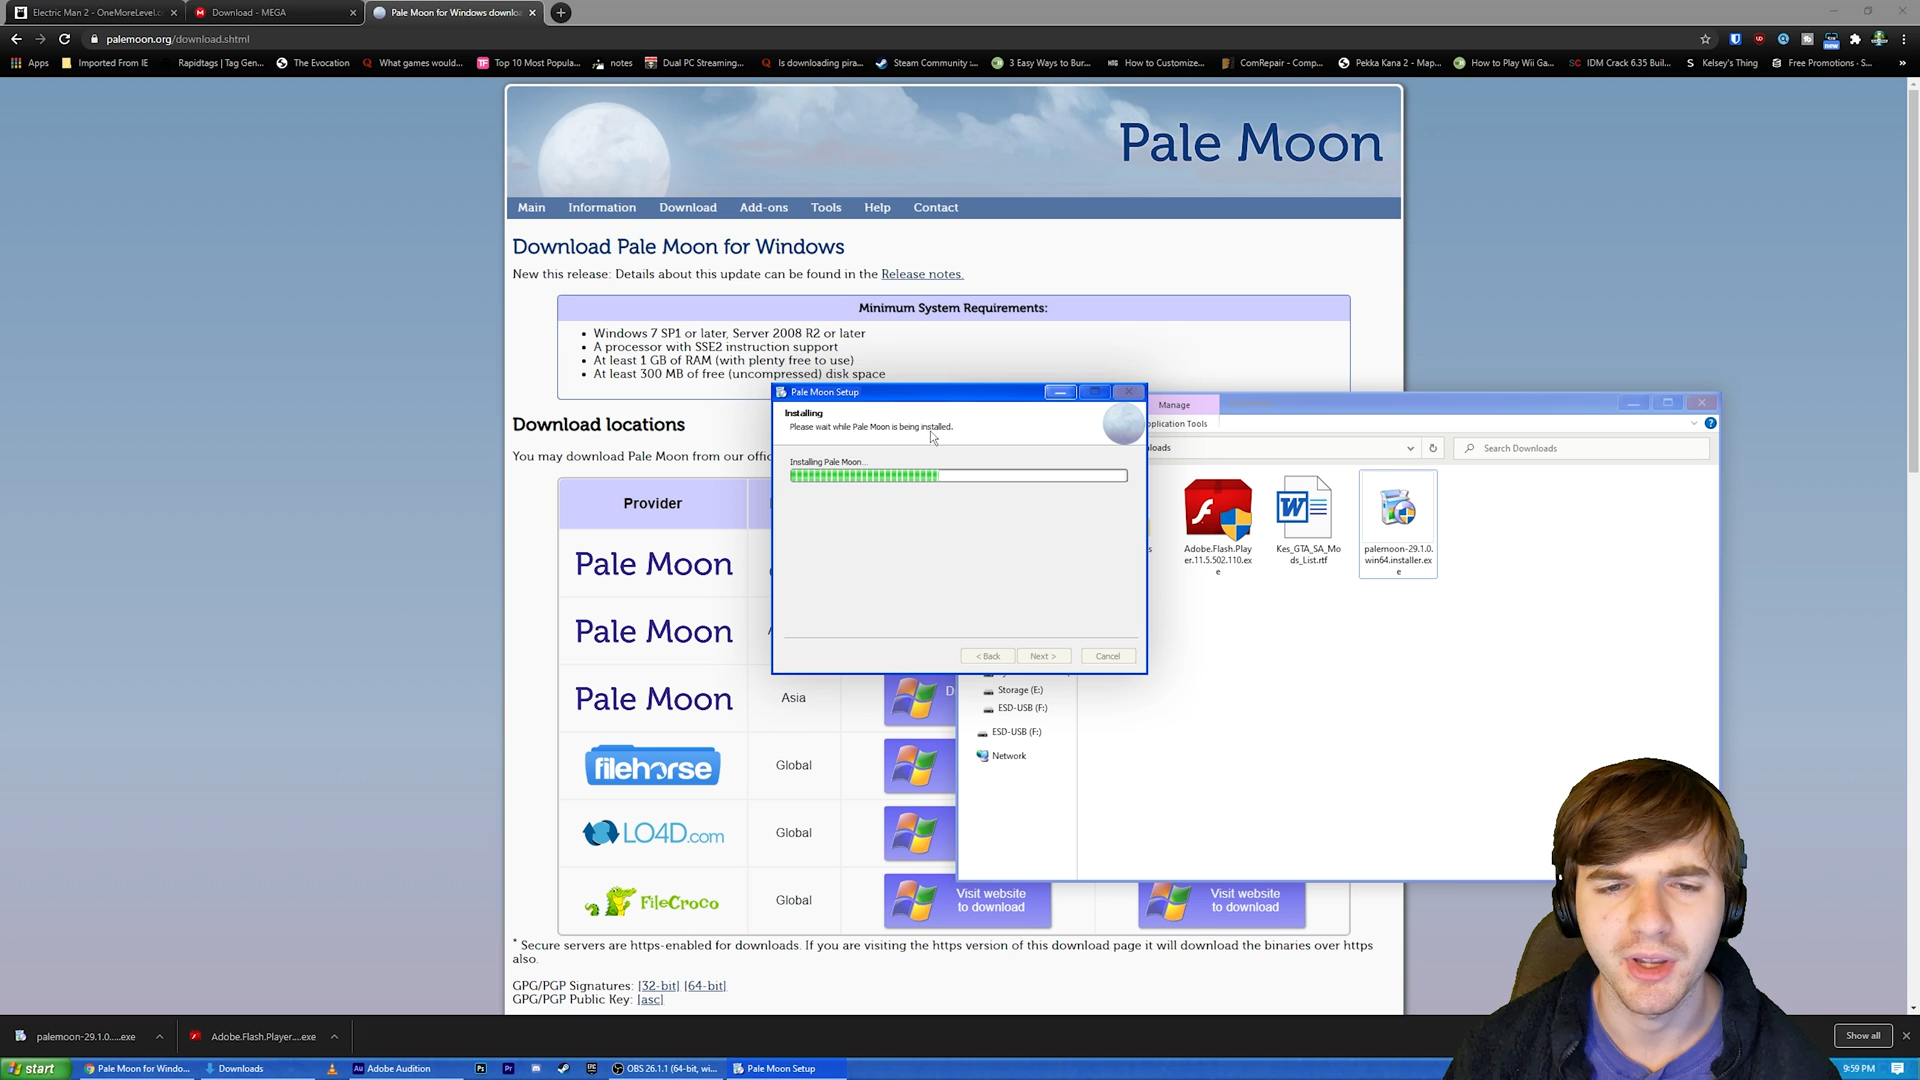 Electric Man 2 - OneMoreLevel.c
Download - MEGA
Pale Moon for Windows downloa
palemoon.org/download.shtml
Apps
Imported From IE
Rapidtags | Tag Gen...
The Evocation
What games would...
Top 10 Most Popula...
notes
Dual PC Streaming...
Is downloading pira...
Steam Community :...
3 Easy Ways to Bur...
How to Customize...
ComRepair - Comp...
Pekka Kana 2 - Map...
How to Play Wii Ga...
IDM Crack 6.35 Buil...
Kelsey's Thing
Free Promotions - S...
Pale Moon
Main Information Download Add-ons Tools Help Contact
Download Pale Moon for Windows
New this release: Details about this update can be found in the Release notes.
Minimum System Requirements:
• Windows 7 SP1 or later, Server 2008 R2 or later
• A processor with SSE2 instruction support
• At least 1 GB of RAM (with plenty free to use)
• At least 300 MB of free (uncompressed) disk space
Download locations
You may download Pale Moon from our offic
Provider
Pale Moon
Pale Moon
Pale Moon
Asia
filehorse
Global
LO4D.com
Global
FileCroco
Global
Visit website
to download
Visit website
to download
* Secure servers are https-enabled for downloads. If you are visiting the https version of this download page it will download the binaries over https
also.
GPG/PGP Signatures: [32-bit] [64-bit]
GPG/PGP Public Key: [asc]
Pale Moon Setup
Installing
Please wait while Pale Moon is being installed.
Installing Pale Moon...
< Back
Next >
Cancel
Manage
pplication Tools
loads
Search Downloads
Adobe.Flash.Play
er.11.5.502.110.ex
e
Kes_GTA_SA_Mo
ds_List.rtf
palemoon-29.1.0.
win64.installer.ex
e
Storage (E:)
ESD-USB (F:)
ESD-USB (F:)
Network
palemoon-29.1.0.....exe
Adobe.Flash.Player....exe
Show all
start
Pale Moon for Windo...
Downloads
Adobe Audition
OBS 26.1.1 (64-bit, wi...
Pale Moon Setup
9:59 PM